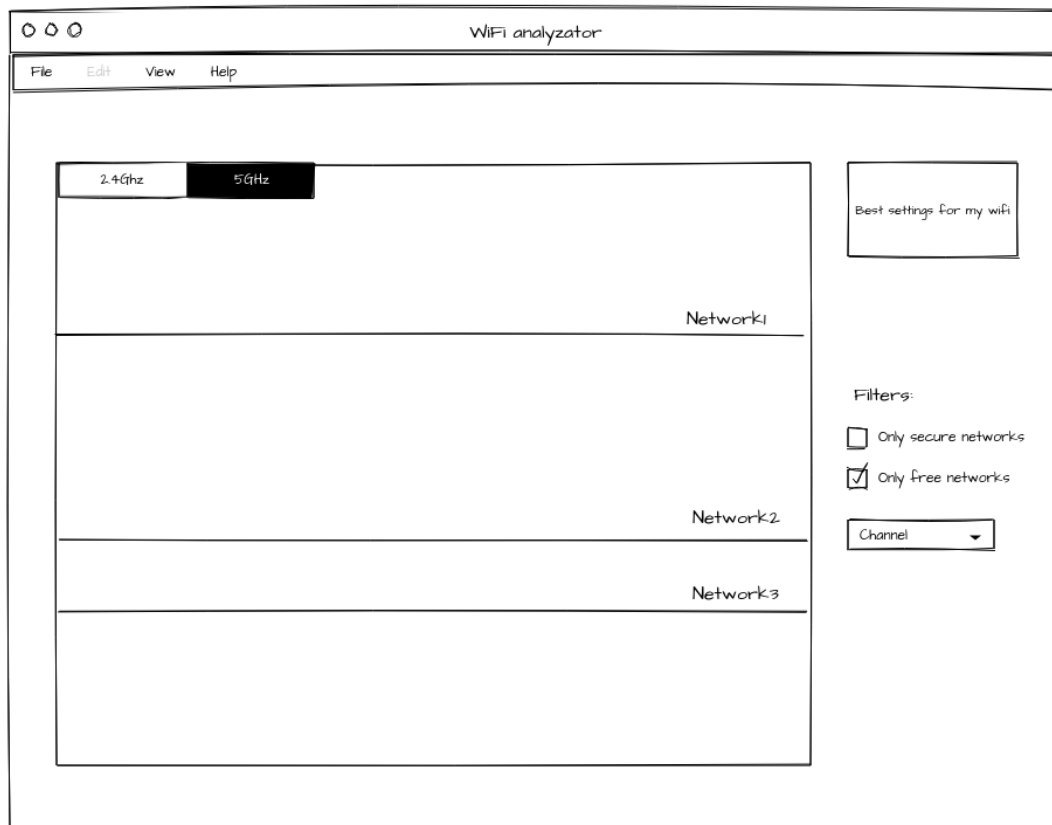 WiFi analyzator
File Edit View Help
2.4Ghz 5GHz
Best settings for my wifi
Network1
Filters:
Only secure networks
Only free networks
Network2
Channel
Network3